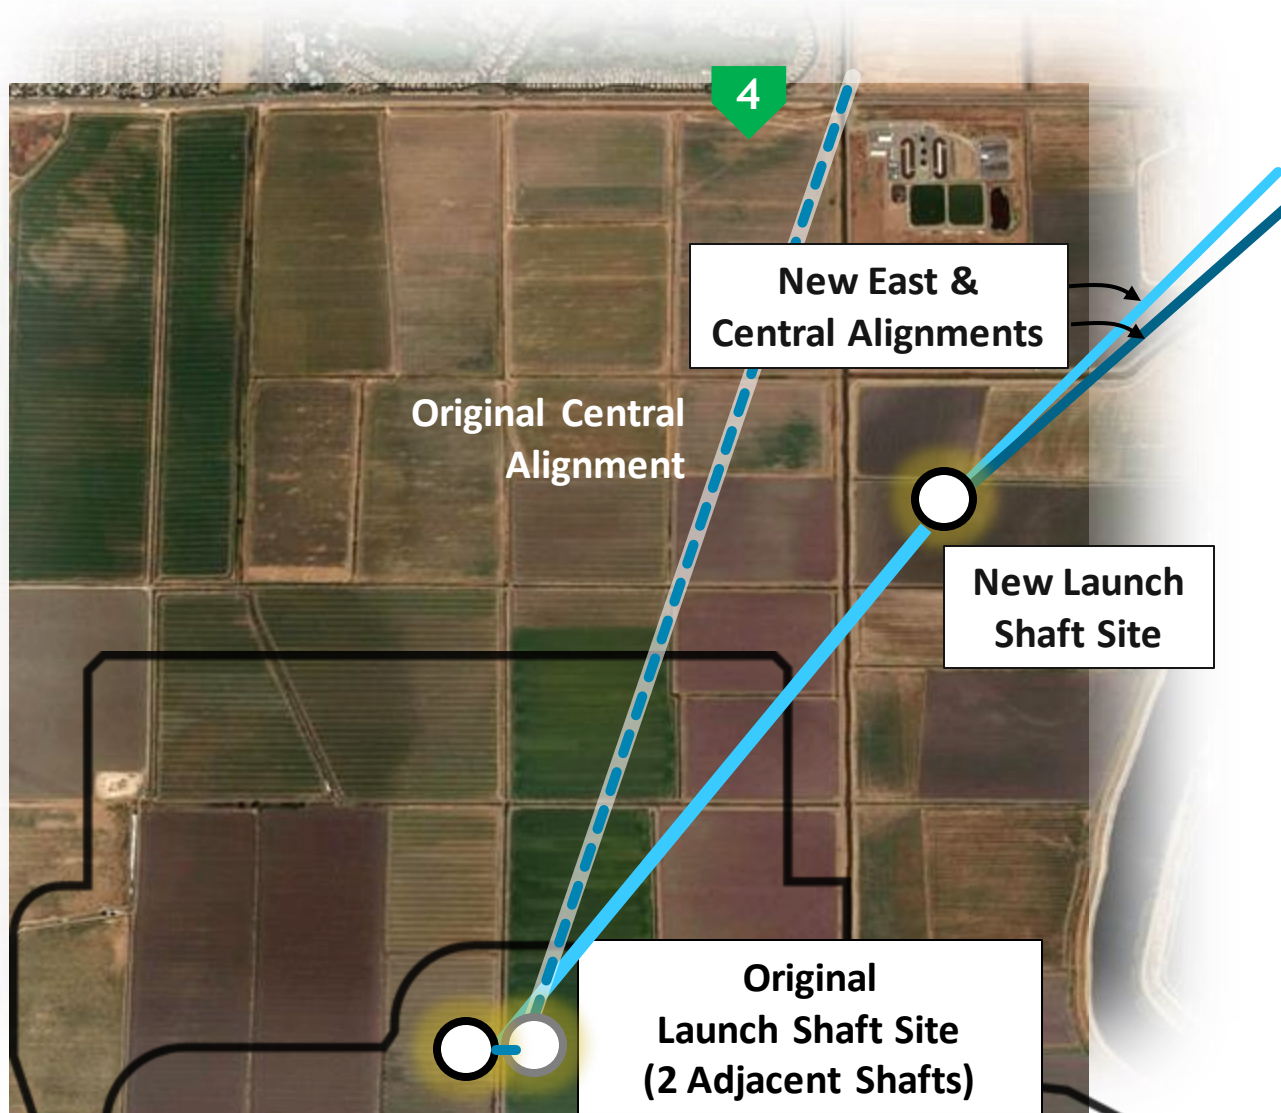 4
New East &
Central Alignments
Original Central
Alignment
New Launch
Shaft Site
Original
Launch Shaft Site
(2 Adjacent Shafts)